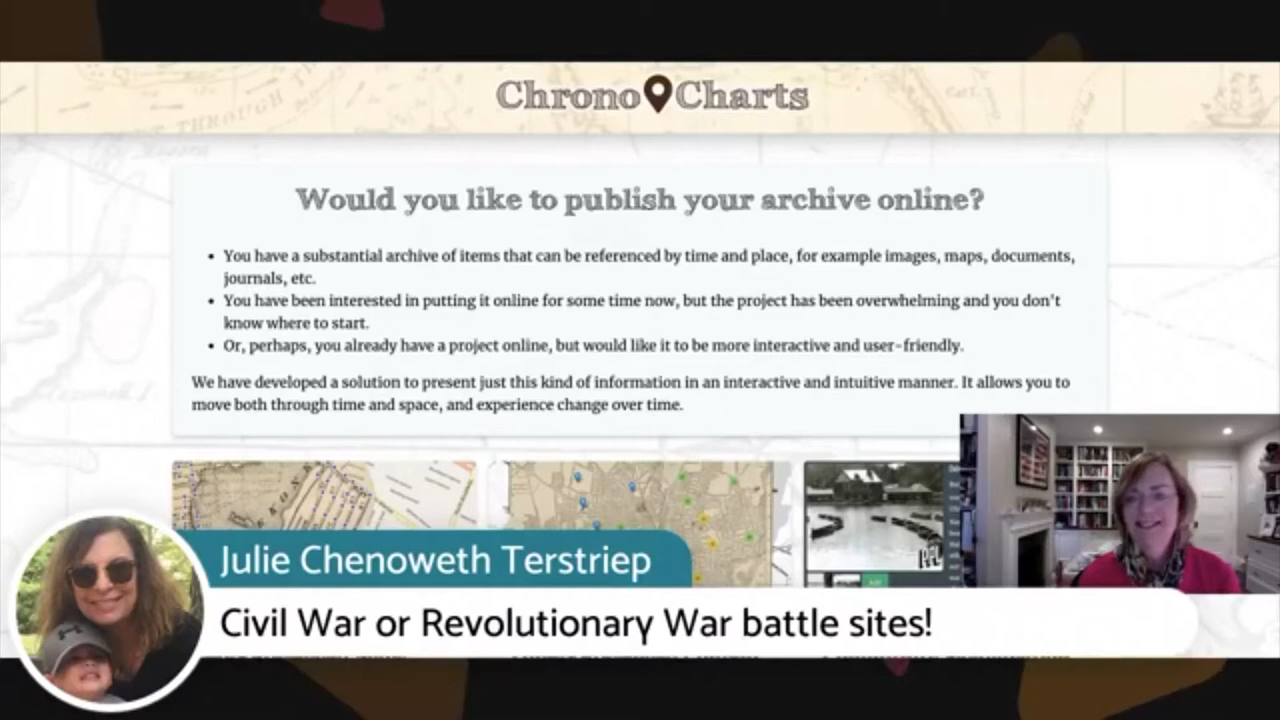 Chrono Charts
Would you like to publish your archive online?
• You have a substantial archive of items that can be referenced by time and place, for example images, maps, documents,
journals, etc.
• You have been interested in putting it online for some time now, but the project has been overwhelming and you don't
know where to start.
• Or, perhaps, you already have a project online, but would like it to be more interactive and user-friendly.
We have developed a solution to present just this kind of information in an interactive and intuitive manner. It allows you to
move both through time and space, and experience change over time.
Julie Chenoweth Terstriep
Civil War or Revolutionary War battle sites!